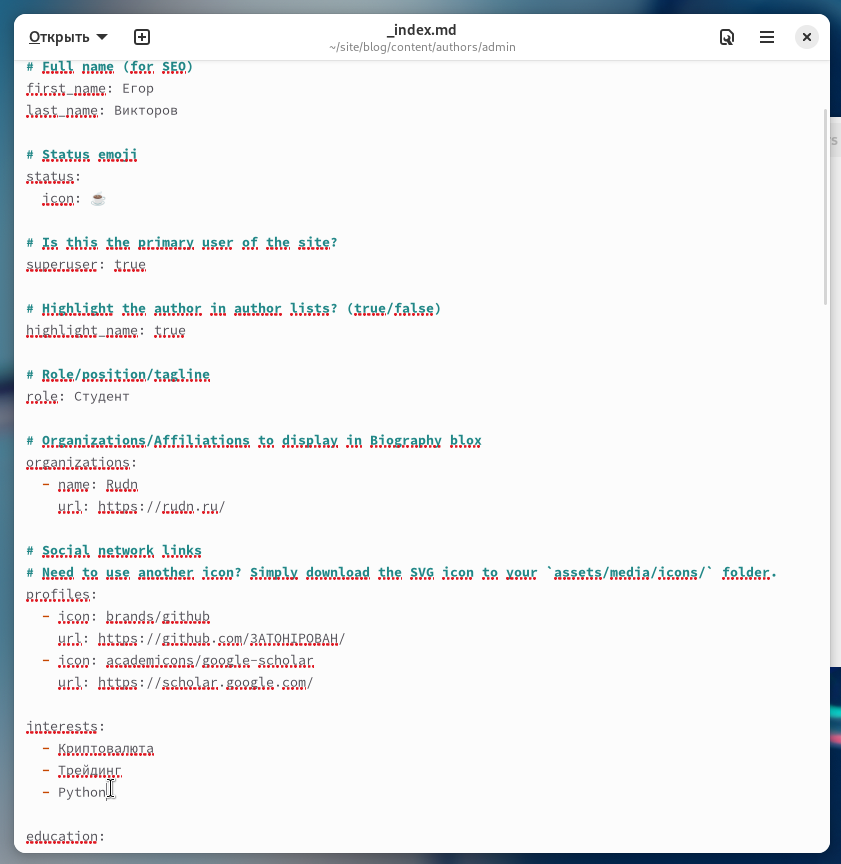 Открыть
_index.md
~/site/blog/content/authors/admin
# Full name (for SEO)
first_name: Егор
last_name: Викторов
# Status emoji
status:
icon: ☕
# Is this the primary user of the site?
superuser: true
# Highlight the author in author lists? (true/false)
highlight_name: true
# Role/position/tagline
role: Студент
# Organizations/Affiliations to display in Biography blox
organizations:
- name: Rudn
url: https://rudn.ru/
# Social network links
# Need to use another icon? Simply download the SVG icon to your `assets/media/icons/` folder.
profiles:
- icon: brands/github
url: https://github.com/ЗАТОНІРОВАН/
- icon: academicons/google-scholar
url: https://scholar.google.com/
interests:
- Криптовалюта
- Трейдинг
- Python
education: